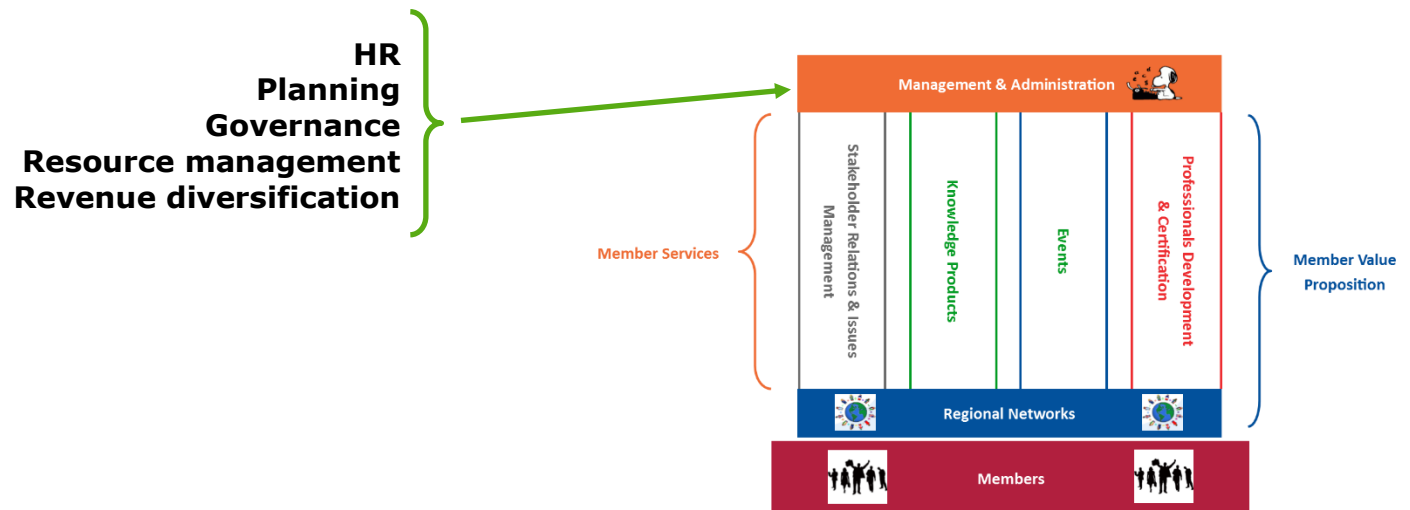 HR
Planning
Governance
Resource management
Revenue diversification
Management & Administration
Member Services
Stakeholder Relations & Issues
Management
Knowledge Products
Events
Professionals Development
& Certification
Member Value
Proposition
Regional Networks
Members